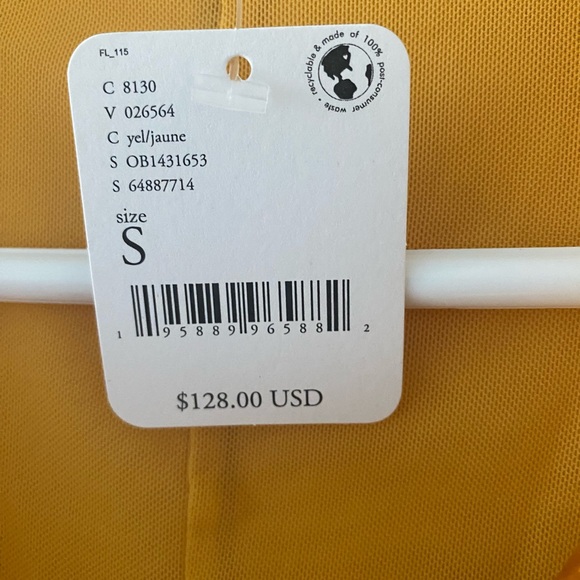 FL_115
recyclable & made of 100% post-consumer waste •
C 8130
V 026564
C yel/jaune
S OB1431653
S 64887714
size
S
1 95889 96588 2
$128.00 USD